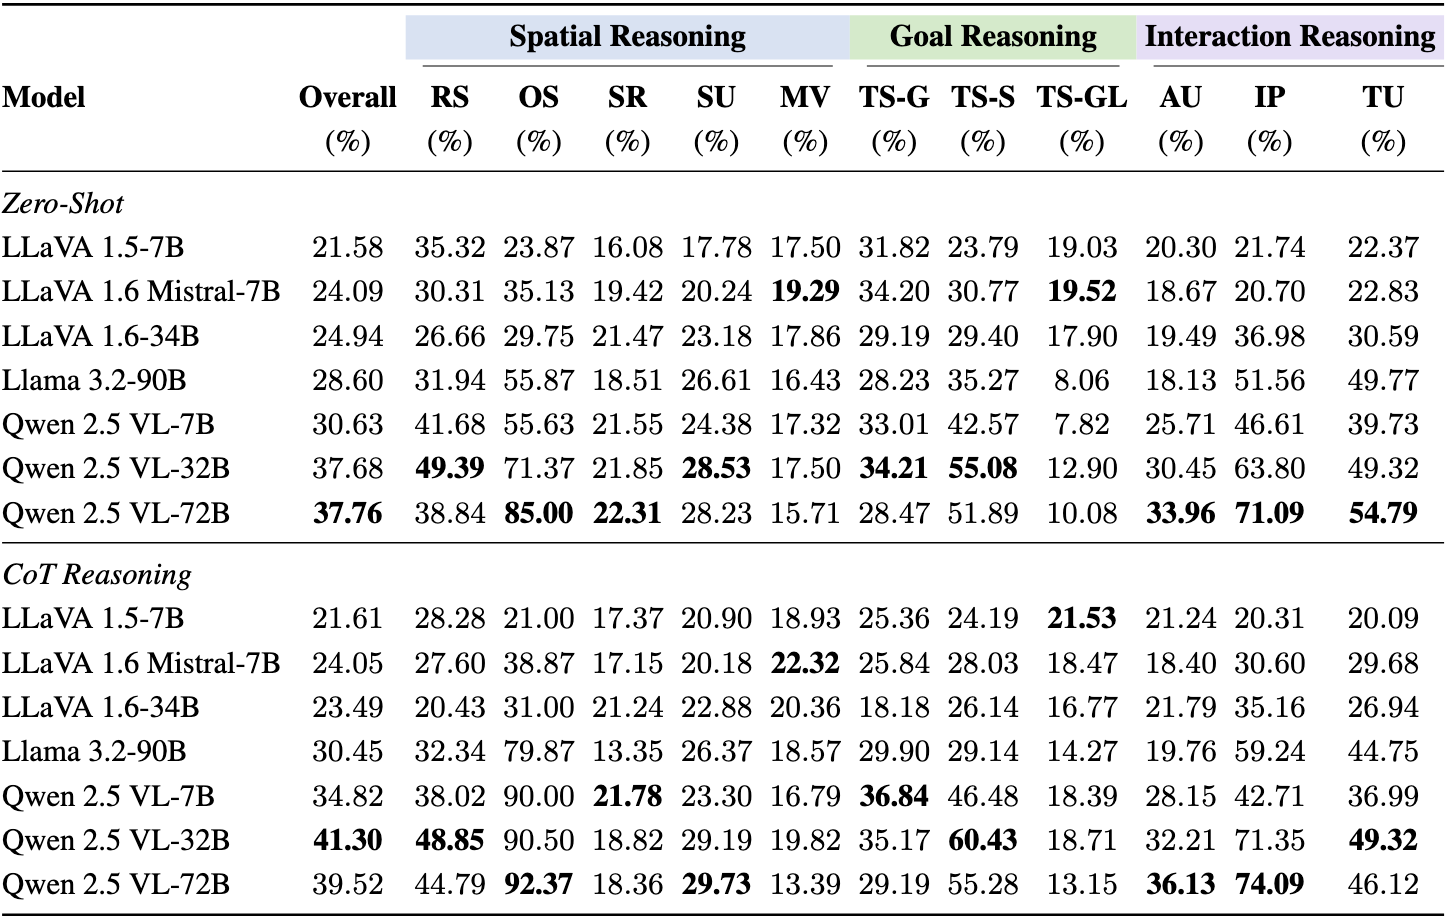 Spatial Reasoning Goal Reasoning Interaction Reasoning
Model Overall RS OS SR SU MV TS-G TS-S TS-GL AU IP TU
(%) (%) (%) (%) (%) (%) (%) (%) (%) (%) (%) (%)
Zero-Shot
LLaVA 1.5-7B 21.58 35.32 23.87 16.08 17.78 17.50 31.82 23.79 19.03 20.30 21.74 22.37
LLaVA 1.6 Mistral-7B 24.09 30.31 35.13 19.42 20.24 19.29 34.20 30.77 19.52 18.67 20.70 22.83
LLaVA 1.6-34B 24.94 26.66 29.75 21.47 23.18 17.86 29.19 29.40 17.90 19.49 36.98 30.59
Llama 3.2-90B 28.60 31.94 55.87 18.51 26.61 16.43 28.23 35.27 8.06 18.13 51.56 49.77
Qwen 2.5 VL-7B 30.63 41.68 55.63 21.55 24.38 17.32 33.01 42.57 7.82 25.71 46.61 39.73
Qwen 2.5 VL-32B 37.68 49.39 71.37 21.85 28.53 17.50 34.21 55.08 12.90 30.45 63.80 49.32
Qwen 2.5 VL-72B 37.76 38.84 85.00 22.31 28.23 15.71 28.47 51.89 10.08 33.96 71.09 54.79
CoT Reasoning
LLaVA 1.5-7B 21.61 28.28 21.00 17.37 20.90 18.93 25.36 24.19 21.53 21.24 20.31 20.09
LLaVA 1.6 Mistral-7B 24.05 27.60 38.87 17.15 20.18 22.32 25.84 28.03 18.47 18.40 30.60 29.68
LLaVA 1.6-34B 23.49 20.43 31.00 21.24 22.88 20.36 18.18 26.14 16.77 21.79 35.16 26.94
Llama 3.2-90B 30.45 32.34 79.87 13.35 26.37 18.57 29.90 29.14 14.27 19.76 59.24 44.75
Qwen 2.5 VL-7B 34.82 38.02 90.00 21.78 23.30 16.79 36.84 46.48 18.39 28.15 42.71 36.99
Qwen 2.5 VL-32B 41.30 48.85 90.50 18.82 29.19 19.82 35.17 60.43 18.71 32.21 71.35 49.32
Qwen 2.5 VL-72B 39.52 44.79 92.37 18.36 29.73 13.39 29.19 55.28 13.15 36.13 74.09 46.12